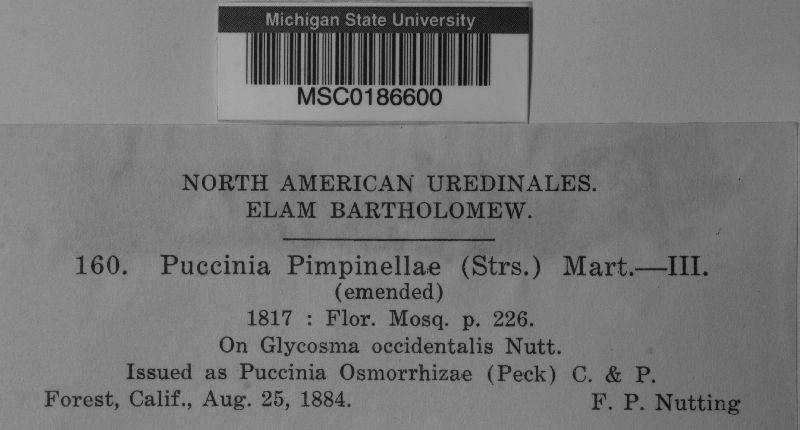 Michigan State University
MSC0186600
NORTH AMERICAN UREDINALES.
ELAM BARTHOLOMEW.
160. Puccinia Pimpinellae (Strs.) Mart.—III.
(emended)
1817 : Flor. Mosq. p. 226.
On Glycosma occidentalis Nutt.
Issued as Puccinia Osmorrhizae (Peck) C. & P.
Forest, Calif., Aug. 25, 1884. F. P. Nutting